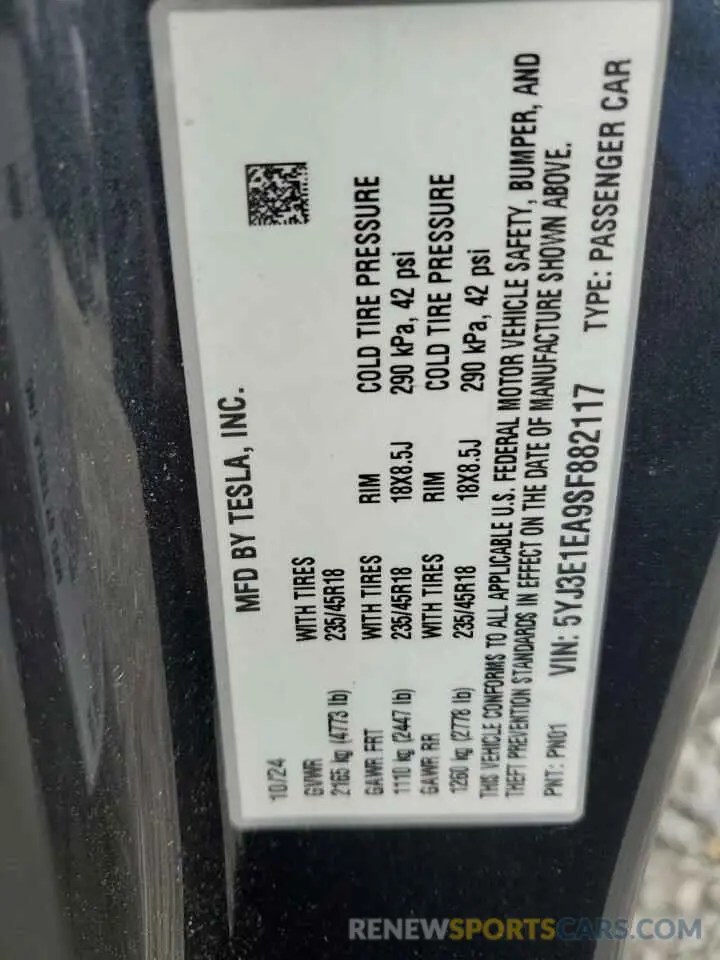 MFD BY TESLA, INC.
10/24
GVWR WITH TIRES
2165 kg (4773 lb) 235/45R18
GAWR FRT WITH TIRES RIM COLD TIRE PRESSURE
1110 kg (2447 lb) 235/45R18 18X8.5J 290 kPa, 42 psi
GAWR RR WITH TIRES RIM COLD TIRE PRESSURE
1260 kg (2778 lb) 235/45R18 18X8.5J 290 kPa, 42 psi
THIS VEHICLE CONFORMS TO ALL APPLICABLE U.S. FEDERAL MOTOR VEHICLE SAFETY, BUMPER, AND
THEFT PREVENTION STANDARDS IN EFFECT ON THE DATE OF MANUFACTURE SHOWN ABOVE.
PNT: PN01 VIN: 5YJ3E1EA9SF882117 TYPE: PASSENGER CAR
RENEWSPORTSCARS.COM